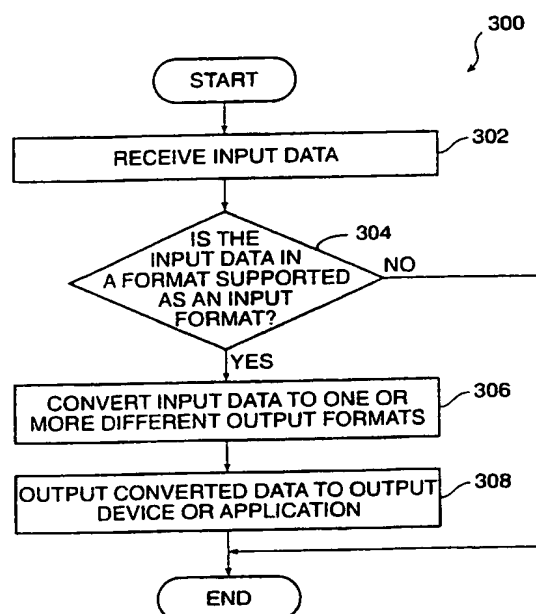 300
START
RECEIVE INPUT DATA
302
IS THE
INPUT DATA IN
A FORMAT SUPPORTED
AS AN INPUT
FORMAT?
304
NO
YES
CONVERT INPUT DATA TO ONE OR
MORE DIFFERENT OUTPUT FORMATS
306
OUTPUT CONVERTED DATA TO OUTPUT
DEVICE OR APPLICATION
308
END